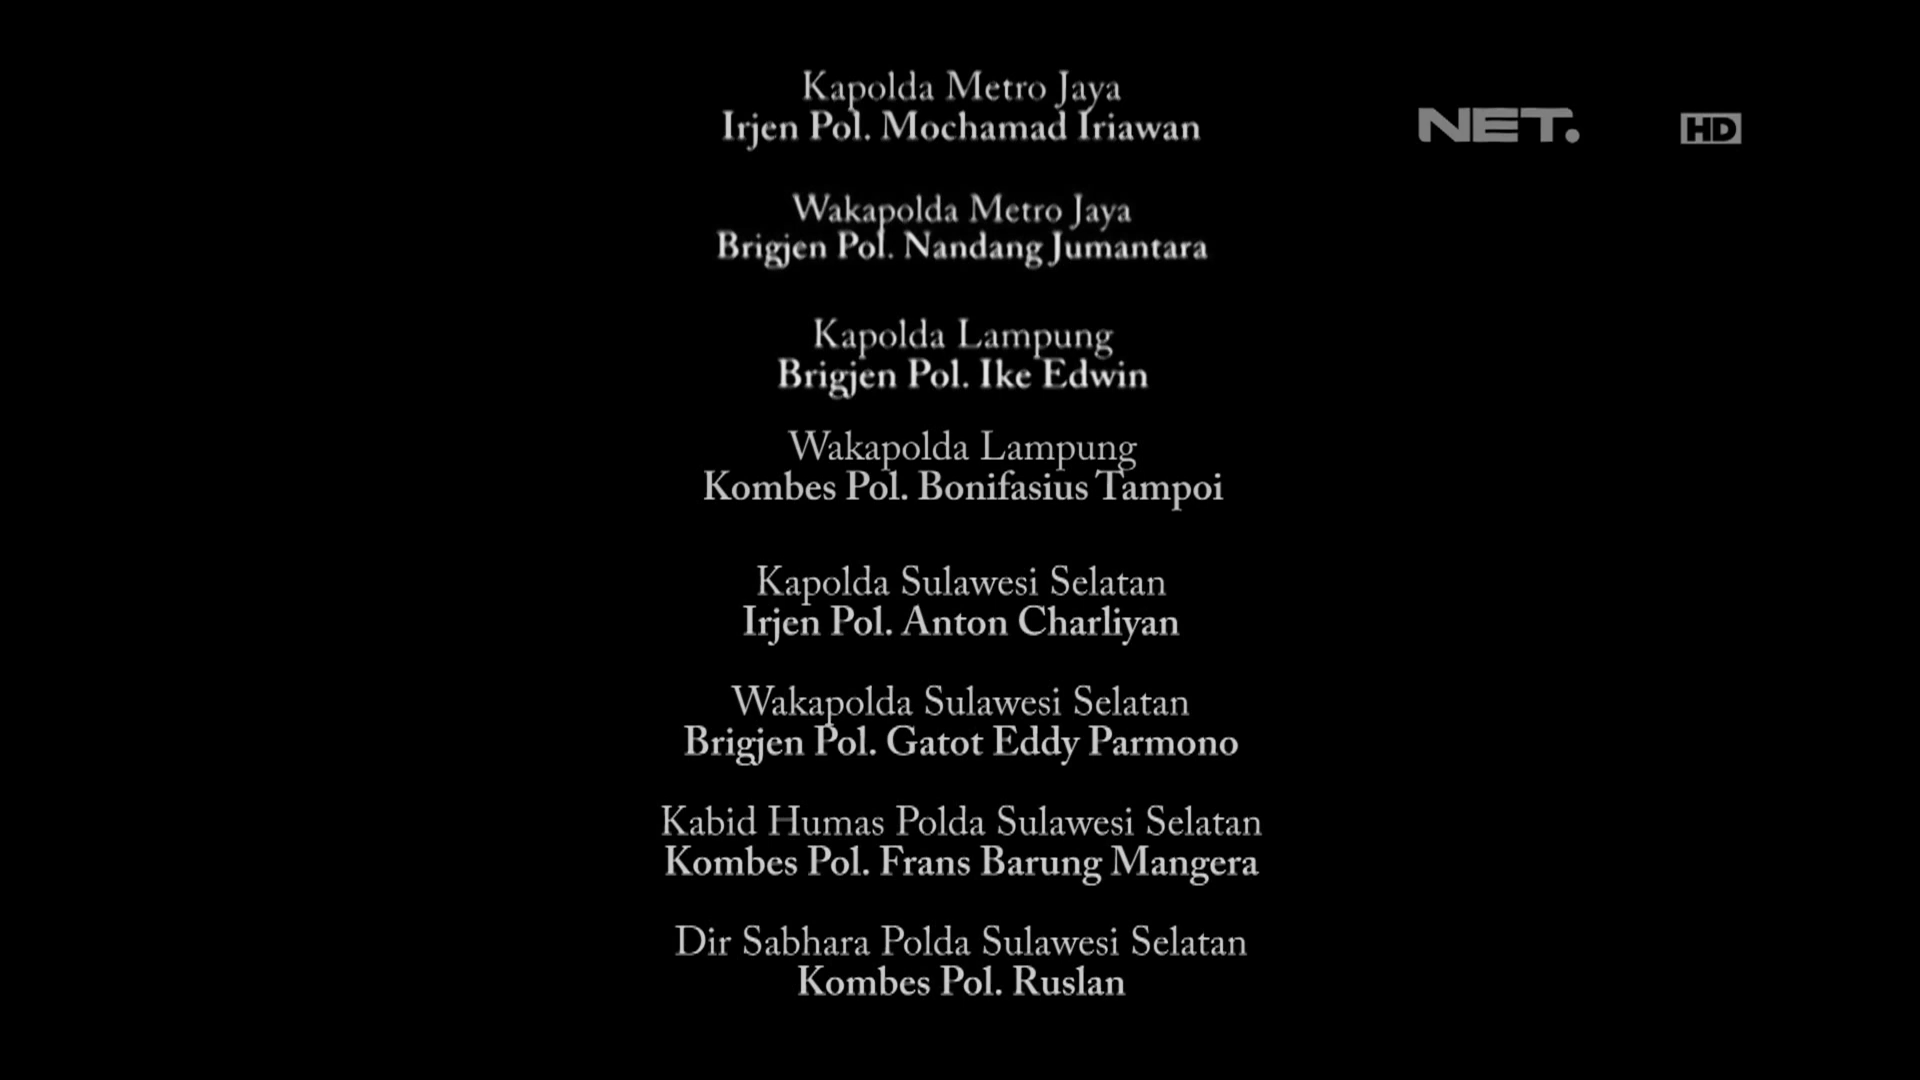 Kapolda Metro Jaya
Irjen Pol. Mochamad Iriawan
NET.
HD
Wakapolda Metro Jaya
Brigjen Pol. Nandang Jumantara
Kapolda Lampung
Brigjen Pol. Ike Edwin
Wakapolda Lampung
Kombes Pol. Bonifasius Tampoi
Kapolda Sulawesi Selatan
Irjen Pol. Anton Charliyan
Wakapolda Sulawesi Selatan
Brigjen Pol. Gatot Eddy Parmono
Kabid Humas Polda Sulawesi Selatan
Kombes Pol. Frans Barung Mangera
Dir Sabhara Polda Sulawesi Selatan
Kombes Pol. Ruslan